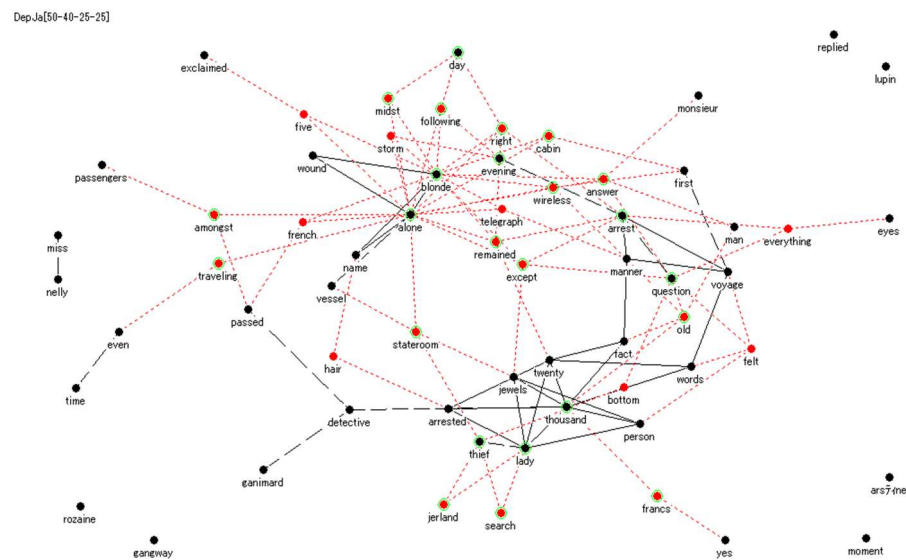 DepJa[50-40-25-25]
replied
exclaimed
day
lupin
midst
following
monsieur
five
right
storm
cabin
wound
evening
passengers
blonde
first
wireless
answer
amongst
french
alone
telegraph
arrest
man
everything
eyes
miss
remained
name
except
manner
traveling
vessel
question
voyage
nelly
passed
old
even
stateroom
fact
felt
hair
twenty
words
jewels
time
bottom
detective
arrested
thousand
person
thief
lady
ganimard
jerland
search
francs
rozaine
gangway
yes
moment